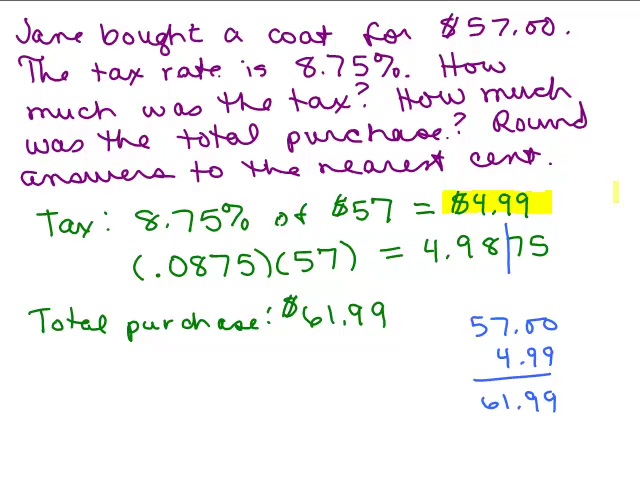 Jane bought a coat for $57.00.
The tax rate is 8.75%. How
much was the tax? How much
was the total purchase? Round
answers to the nearest cent.
Tax: 8.75% of $57 = $4.99
(.0875)(57) = 4.98|75
Total purchase: $61.99
57.00
4.99
61.99